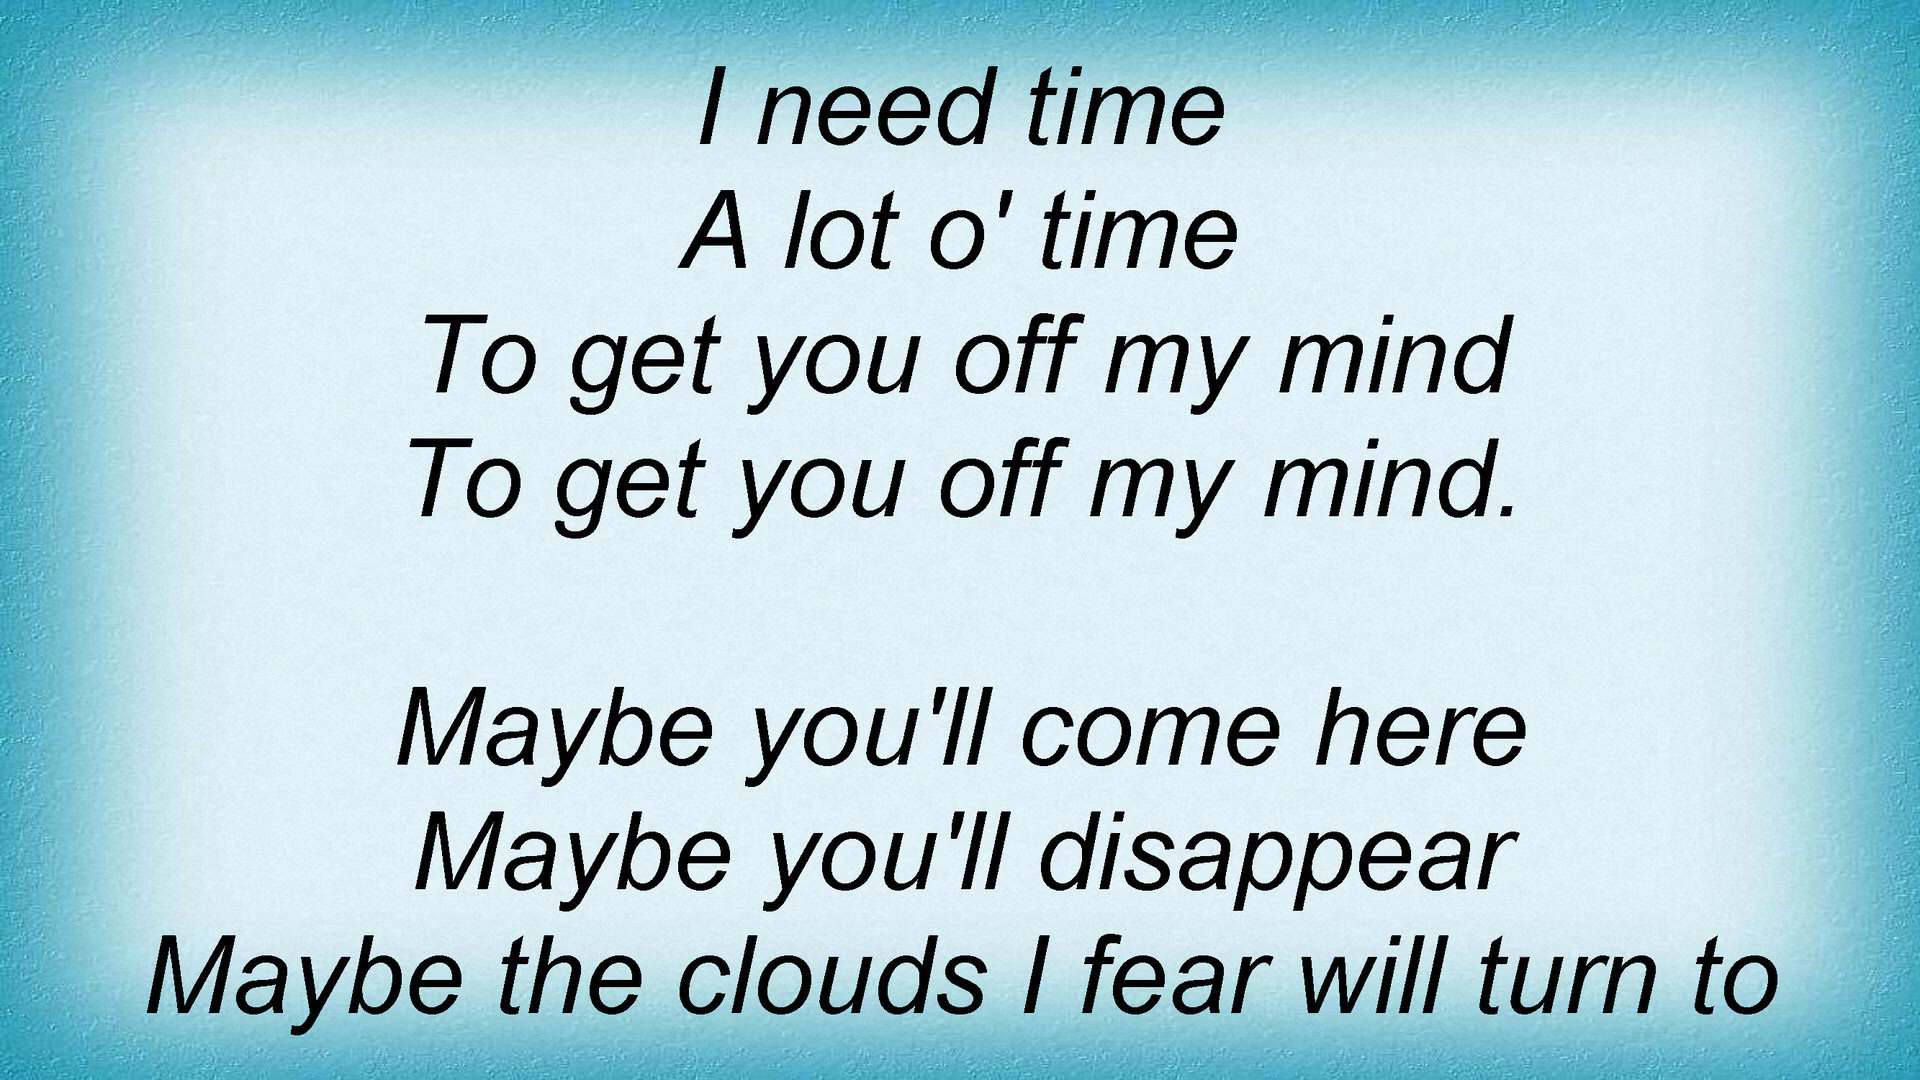 I need time
A lot o' time
To get you off my mind
To get you off my mind.
Maybe you'll come here
Maybe you'll disappear
Maybe the clouds I fear will turn to